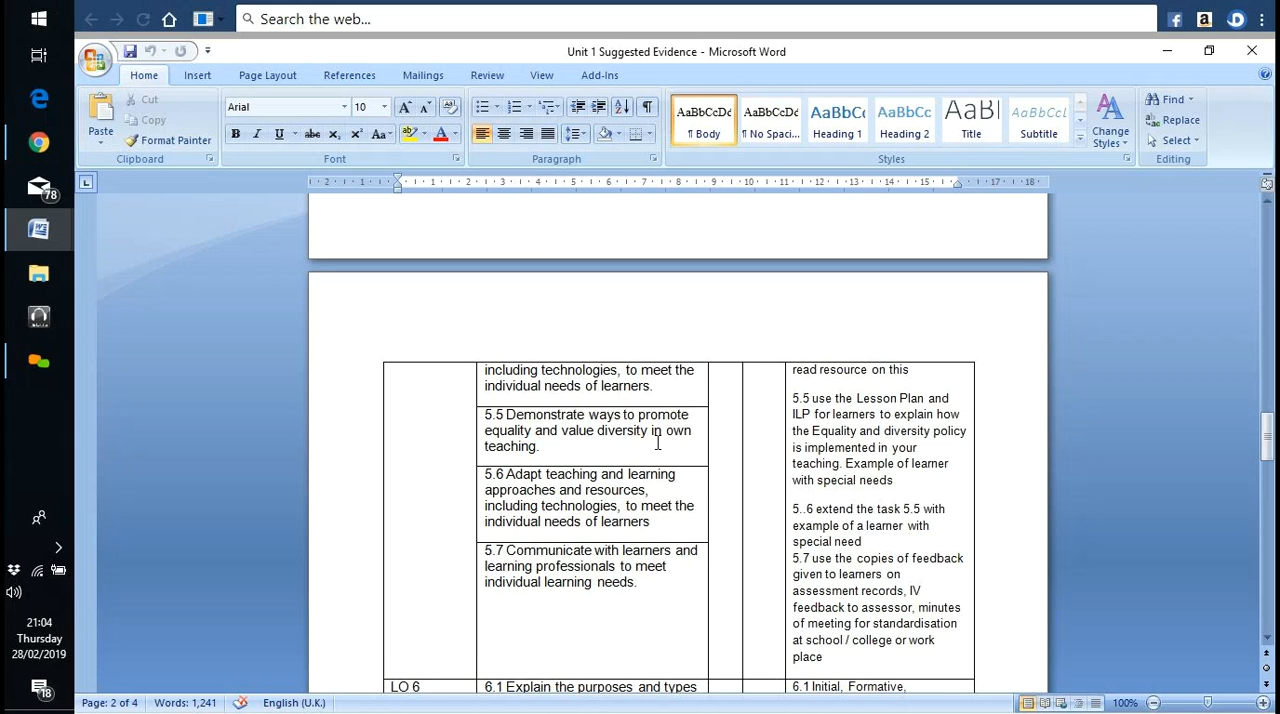 Search the web...
Unit 1 Suggested Evidence - Microsoft Word
Home Insert Page Layout References Mailings Review View Add-Ins
Paste
Cut
Copy
Format Painter
Clipboard
Arial 10
Font
Paragraph
AaBbCcDd AaBbCcDd AaBbCc AaBbCc AaBbI AaBbCcDd
¶ Body ¶ No Spaci... Heading 1 Heading 2 Title Subtitle
Change
Styles
Styles
Find
Replace
Select
Editing
78
including technologies, to meet the
individual needs of learners.
5.5 Demonstrate ways to promote
equality and value diversity in own
teaching.
5.6 Adapt teaching and learning
approaches and resources,
including technologies, to meet the
individual needs of learners
5.7 Communicate with learners and
learning professionals to meet
individual learning needs.
read resource on this
5.5 use the Lesson Plan and
ILP for learners to explain how
the Equality and diversity policy
is implemented in your
teaching. Example of learner
with special needs
5..6 extend the task 5.5 with
example of a learner with
special need
5.7 use the copies of feedback
given to learners on
assessment records, IV
feedback to assessor, minutes
of meeting for standardisation
at school / college or work
place
LO 6
6.1 Explain the purposes and types
6.1 Initial, Formative,
21:04
Thursday
28/02/2019
18
Page: 2 of 4 Words: 1,241 English (U.K.) 100%